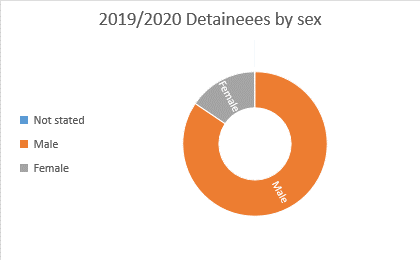 2019/2020 Detaineees by sex
Not stated
Male
Female
Female
Male